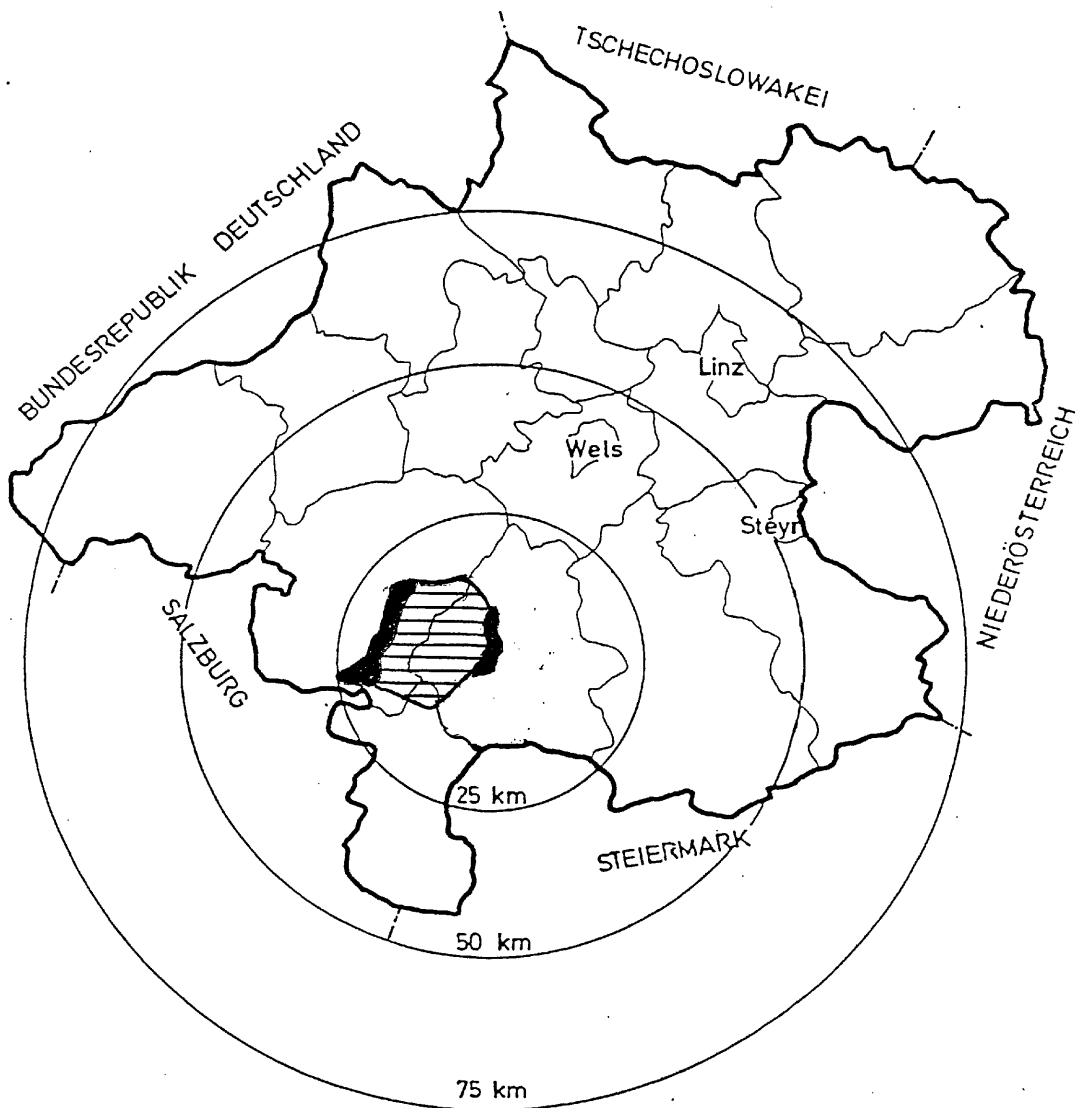 TSCHECHOSLOWAKEI
BUNDESREPUBLIK DEUTSCHLAND
Linz
Wels
Steyr
NIEDERÖSTERREICH
SALZBURG
25 km
STEIERMARK
50 km
75 km